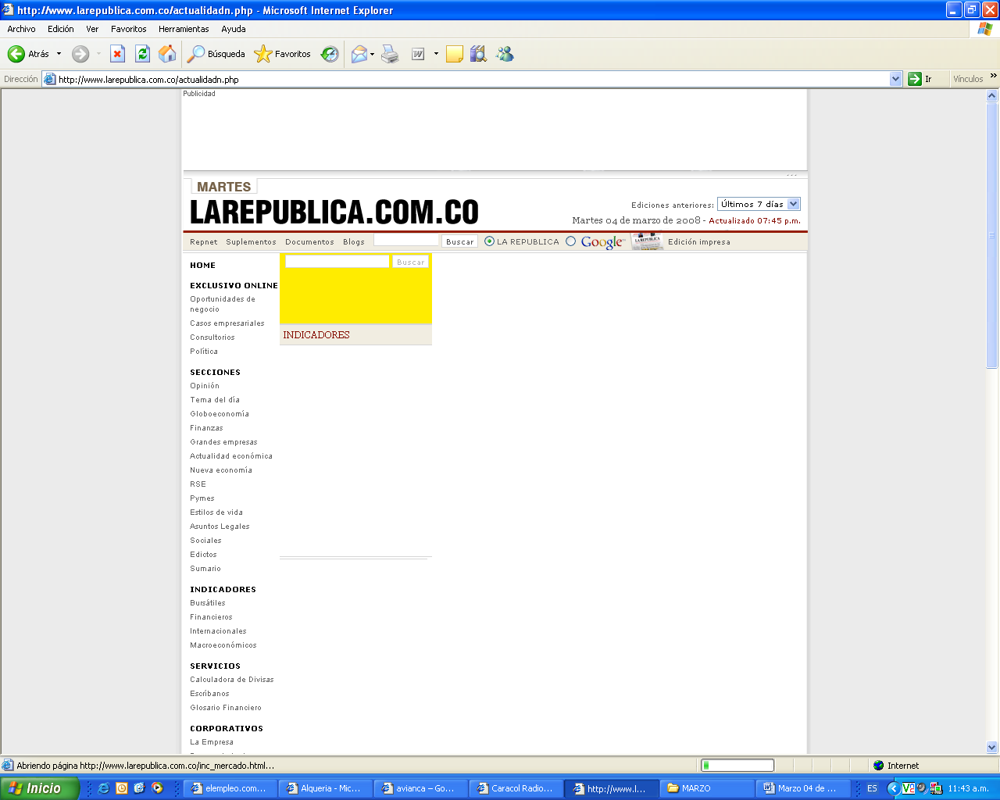 http://www.larepublica.com.co/actualidadn.php - Microsoft Internet Explorer
Archivo Edición Ver Favoritos Herramientas Ayuda
Atrás Búsqueda Favoritos
Dirección http://www.larepublica.com.co/actualidadn.php Ir Vínculos
Publicidad
MARTES
LAREPUBLICA.COM.CO
Ediciones anteriores: Últimos 7 días
Martes 04 de marzo de 2008 - Actualizado 07:45 p.m.
Repnet Suplementos Documentos Blogs Buscar LA REPUBLICA Google Edición impresa
HOME
Buscar
EXCLUSIVO ONLINE
Oportunidades de
negocio
Casos empresariales
Consultorios
Política
INDICADORES
SECCIONES
Opinión
Tema del día
Globoeconomía
Finanzas
Grandes empresas
Actualidad económica
Nueva economía
RSE
Pymes
Estilos de vida
Asuntos Legales
Sociales
Edictos
Sumario
INDICADORES
Bursátiles
Financieros
Internacionales
Macroeconómicos
SERVICIOS
Calculadora de Divisas
Escríbanos
Glosario Financiero
CORPORATIVOS
La Empresa
Abriendo página http://www.larepublica.com.co/inc_mercado.html... Internet
Inicio elempleo.com... Alqueria - Mic... avianca – Go... Caracol Radio... http://www.l... MARZO Marzo 04 de ... ES 11:43 a.m.